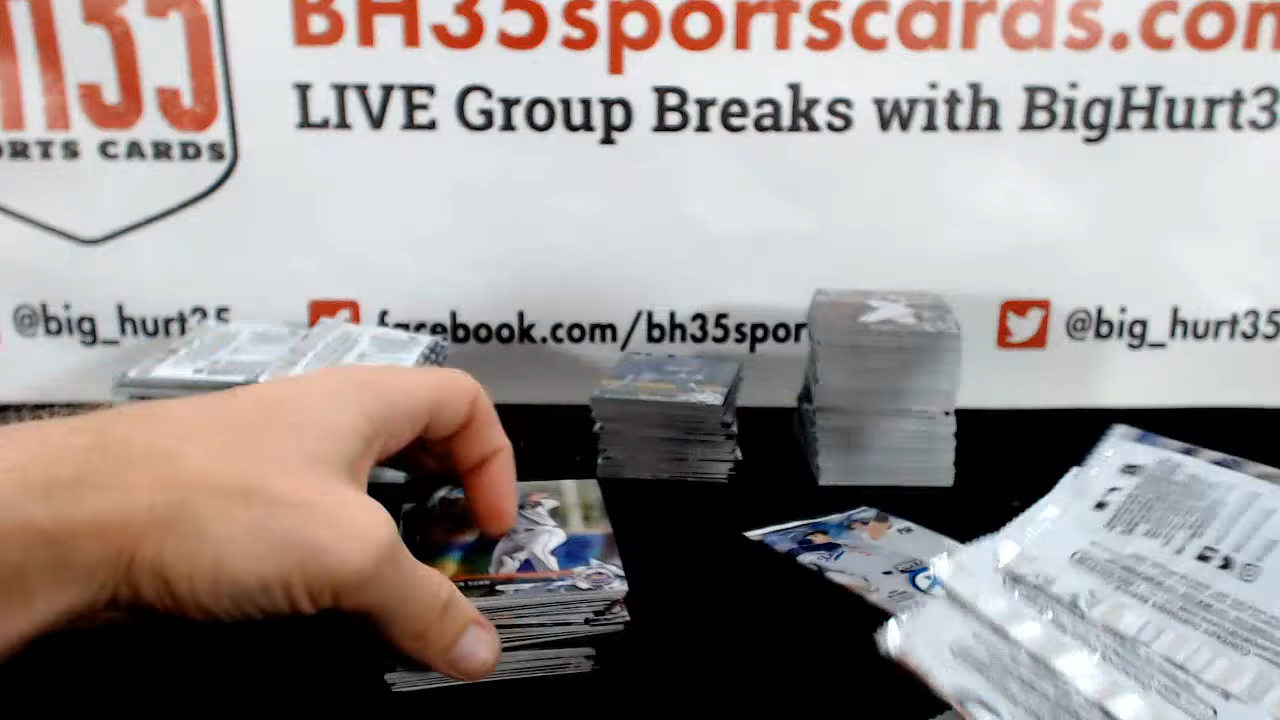 BH35sportscards.com
H35
LIVE Group Breaks with BigHurt3
ORTS CARDS
@big_hurt35
facebook.com/bh35spor
@big_hurt35